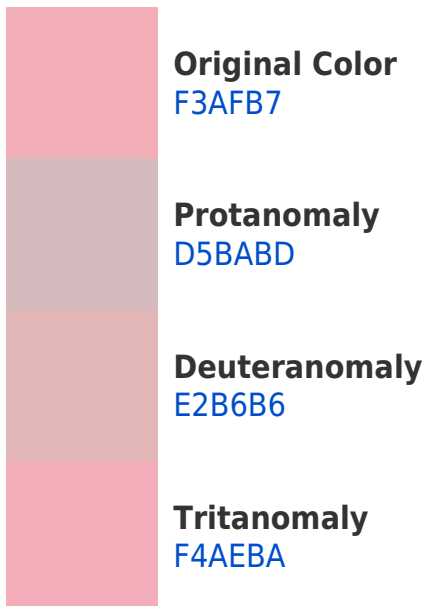 Original Color
F3AFB7
Protanomaly
D5BABD
Deuteranomaly
E2B6B6
Tritanomaly
F4AEBA